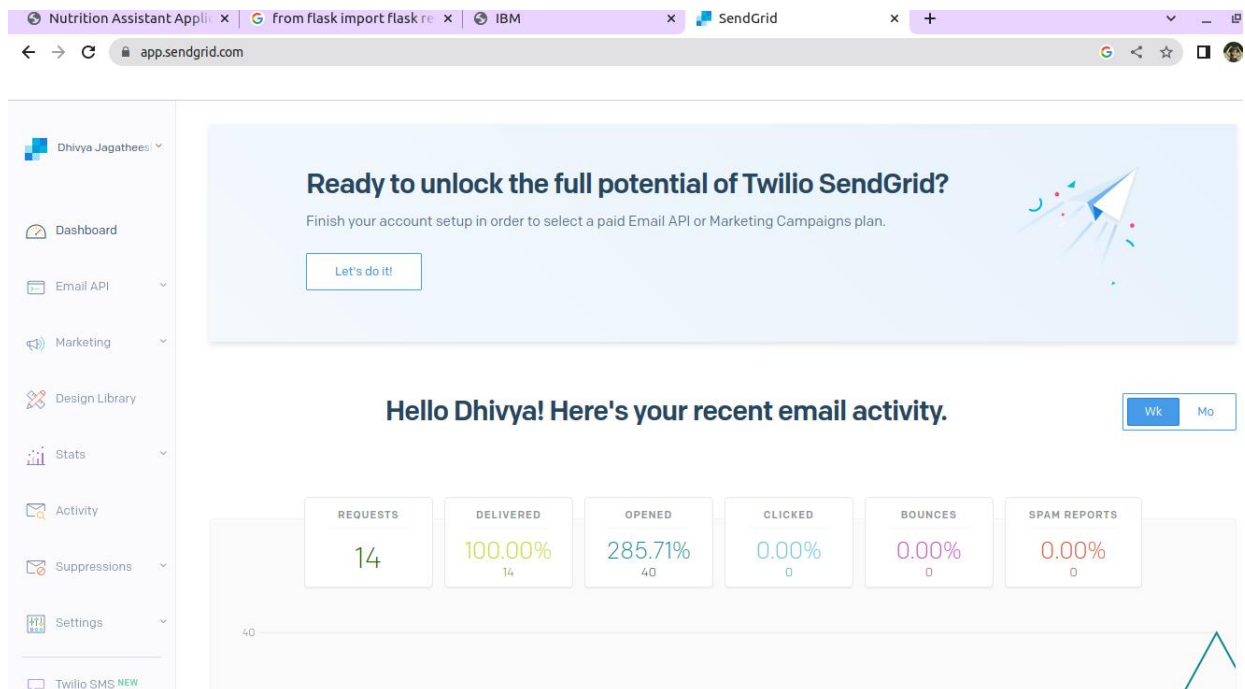 Nutrition Assistant Applic
from flask import flask re
IBM
SendGrid
app.sendgrid.com
Dhivya Jagathees
Dashboard
Email API
Marketing
Design Library
Stats
Activity
Suppressions
Settings
Twilio SMS NEW
Ready to unlock the full potential of Twilio SendGrid?
Finish your account setup in order to select a paid Email API or Marketing Campaigns plan.
Let's do it!
Hello Dhivya! Here's your recent email activity.
Wk Mo
REQUESTS DELIVERED OPENED CLICKED BOUNCES SPAM REPORTS
14 100.00% 285.71% 0.00% 0.00% 0.00%
14 40 0 0 0
40